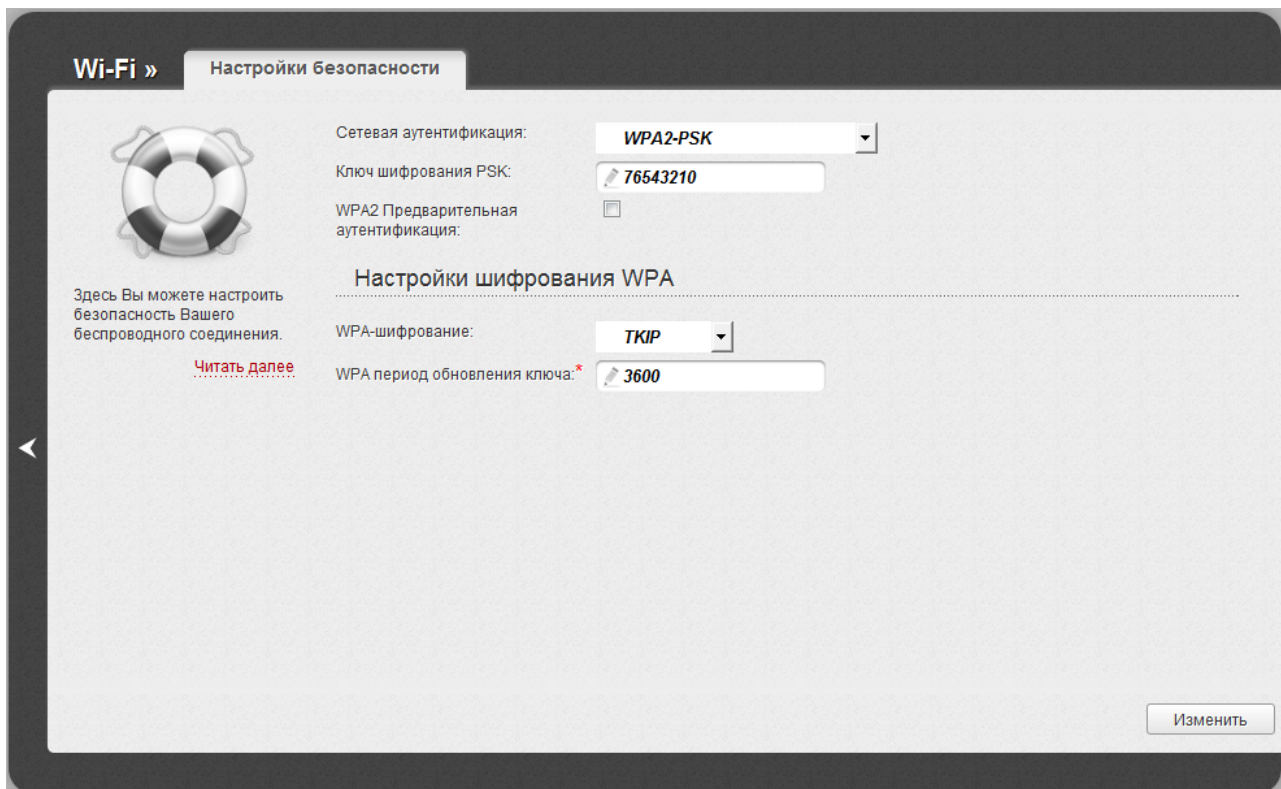 Wi-Fi »
Настройки безопасности
Здесь Вы можете настроить
безопасность Вашего
беспроводного соединения.
Читать далее
Сетевая аутентификация:
WPA2-PSK
Ключ шифрования PSK:
76543210
WPA2 Предварительная
аутентификация:
Настройки шифрования WPA
WPA-шифрование:
TKIP
WPA период обновления ключа:*
3600
Изменить